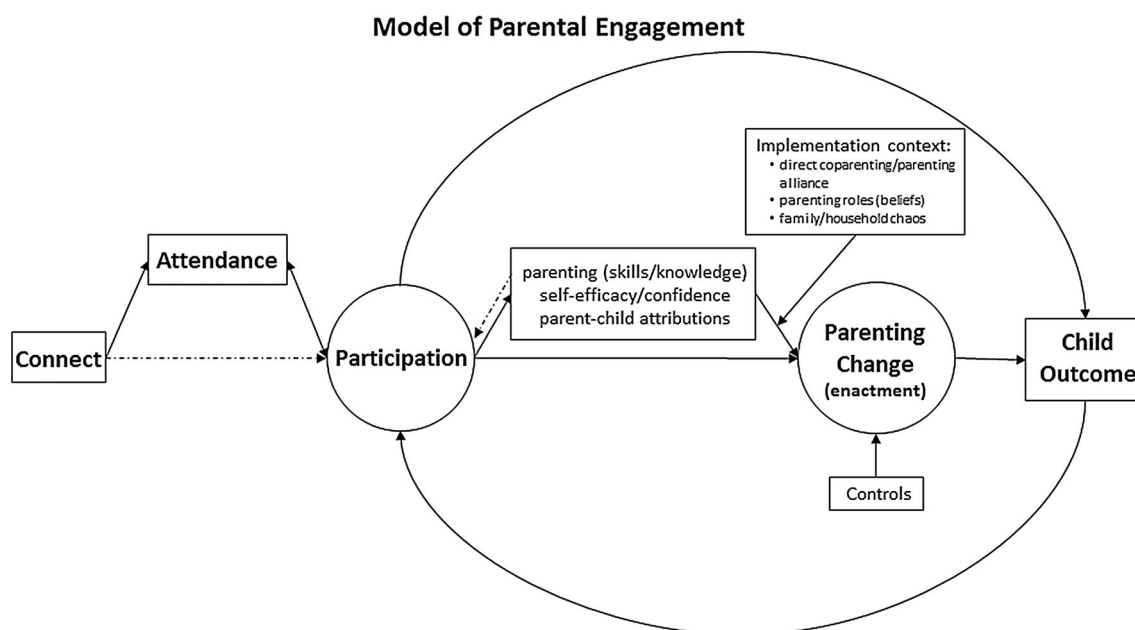 Model of Parental Engagement
Implementation context:
• direct coparenting/parenting
alliance
• parenting roles (beliefs)
• family/household chaos
Attendance
parenting (skills/knowledge)
self-efficacy/confidence
parent-child attributions
Connect
Participation
Parenting
Change
(enactment)
Child
Outcome
Controls